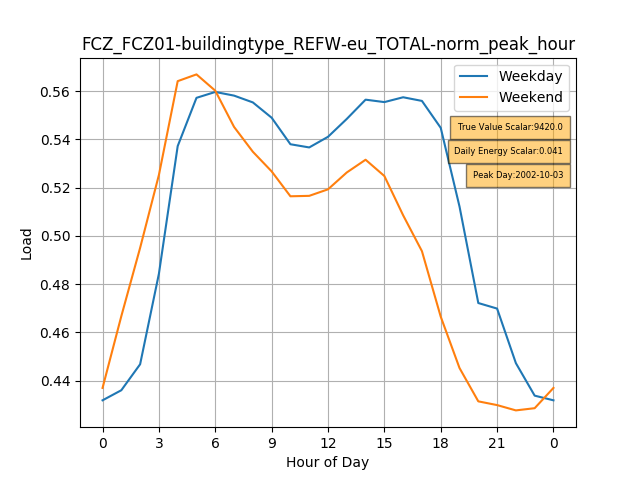 FCZ_FCZ01-buildingtype_REFW-eu_TOTAL-norm_peak_hour
Weekday
Weekend
True Value Scalar:9420.0
Daily Energy Scalar:0.041
Peak Day:2002-10-03
0.56
0.54
0.52
0.50
0.48
0.46
0.44
Load
0 3 6 9 12 15 18 21 0
Hour of Day